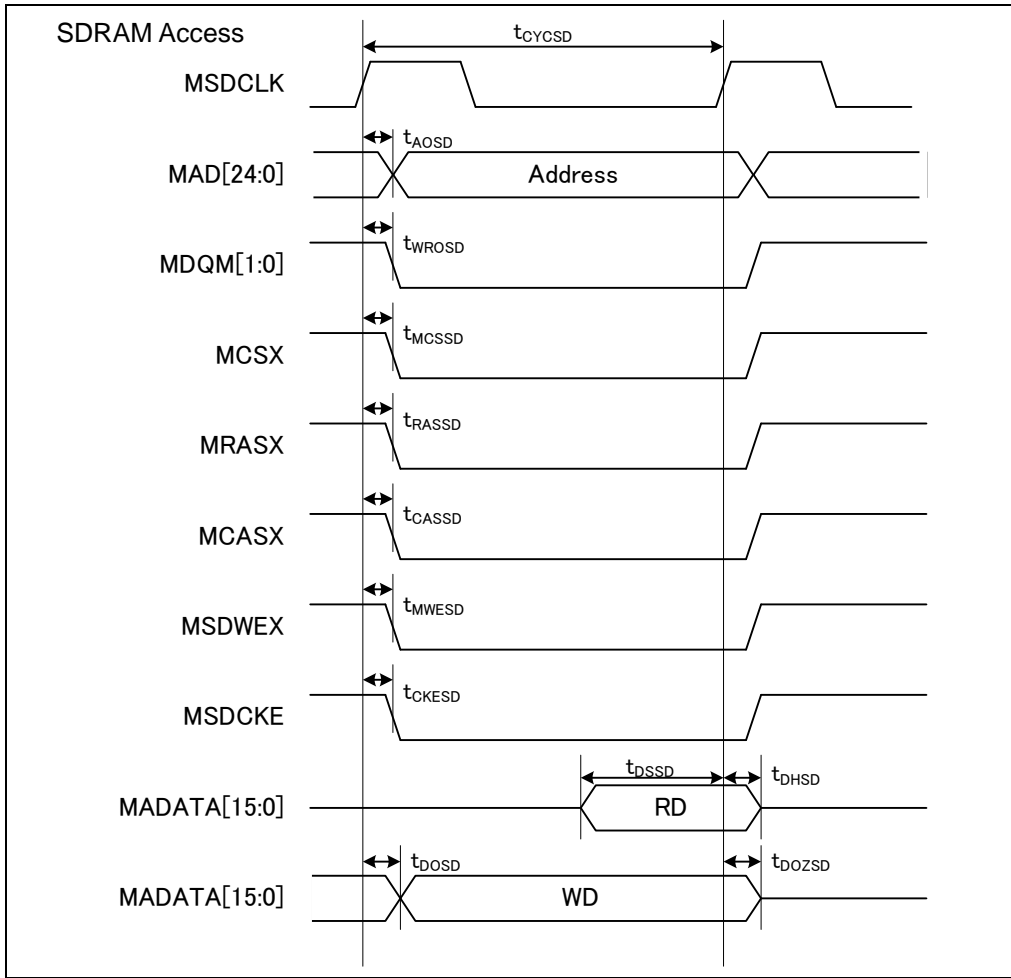 SDRAM Access
tCYCSD
MSDCLK
tAOSD
MAD[24:0]
Address
tWROSD
MDQM[1:0]
tMCSSD
MCSX
tRASSD
MRASX
tCASSD
MCASX
tMWESD
MSDWEX
tCKESD
MSDCKE
tDSSD
tDHSD
MADATA[15:0]
RD
tDOSD
tDOZSD
MADATA[15:0]
WD